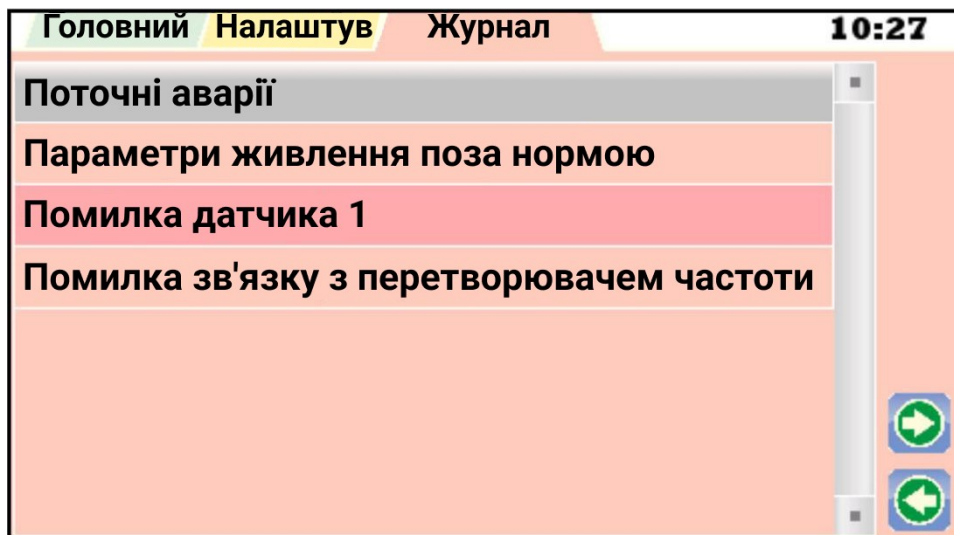 Головний Налаштув Журнал 10:27
Поточні аварії
Параметри живлення поза нормою
Помилка датчика 1
Помилка зв'язку з перетворювачем частоти